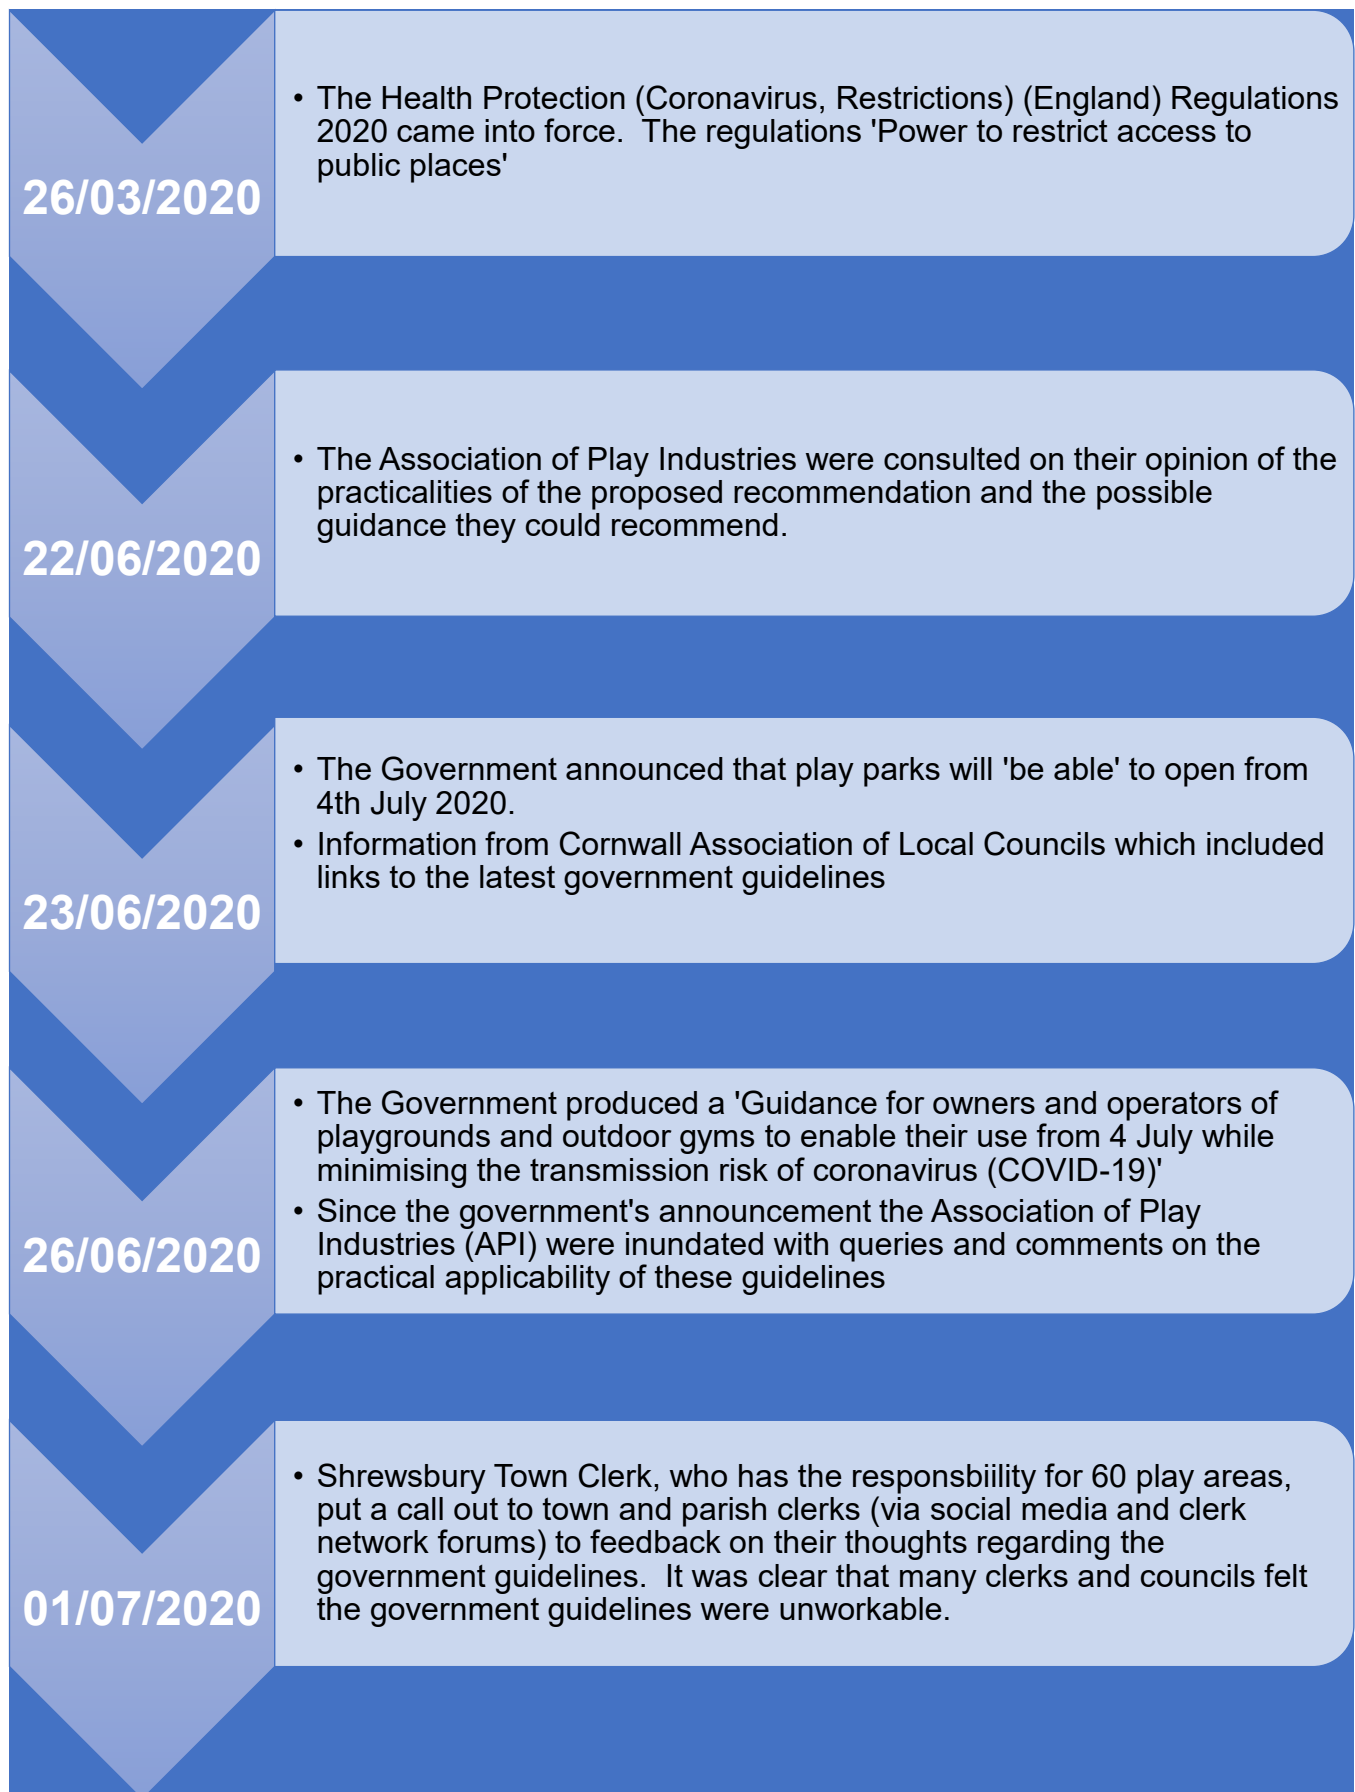 • The Health Protection (Coronavirus, Restrictions) (England) Regulations
2020 came into force.  The regulations 'Power to restrict access to
public places'
26/03/2020
• The Association of Play Industries were consulted on their opinion of the
practicalities of the proposed recommendation and the possible
guidance they could recommend.
22/06/2020
• The Government announced that play parks will 'be able' to open from
4th July 2020.
• Information from Cornwall Association of Local Councils which included
links to the latest government guidelines
23/06/2020
• The Government produced a 'Guidance for owners and operators of
playgrounds and outdoor gyms to enable their use from 4 July while
minimising the transmission risk of coronavirus (COVID-19)'
• Since the government's announcement the Association of Play
Industries (API) were inundated with queries and comments on the
practical applicability of these guidelines
26/06/2020
• Shrewsbury Town Clerk, who has the responsbiility for 60 play areas,
put a call out to town and parish clerks (via social media and clerk
network forums) to feedback on their thoughts regarding the
government guidelines.  It was clear that many clerks and councils felt
the government guidelines were unworkable.
01/07/2020